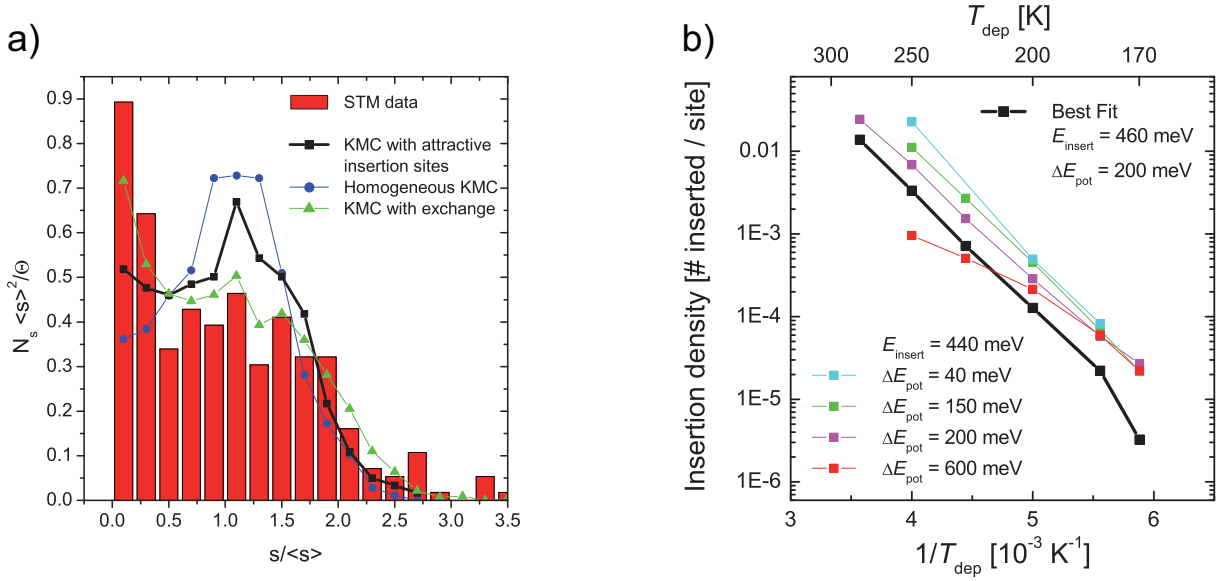 a)
0.9
0.8
0.7
0.6
0.5
0.4
0.3
0.2
0.1
0.0
N_s <s>²/Θ
STM data
KMC with attractive
insertion sites
Homogeneous KMC
KMC with exchange
0.0 0.5 1.0 1.5 2.0 2.5 3.0 3.5
s/<s>
b)
T_dep [K]
300 250 200 170
Insertion density [# inserted / site]
0.01
1E-3
1E-4
1E-5
1E-6
Best Fit
E_insert = 460 meV
ΔE_pot = 200 meV
E_insert = 440 meV
ΔE_pot = 40 meV
ΔE_pot = 150 meV
ΔE_pot = 200 meV
ΔE_pot = 600 meV
3 4 5 6
1/T_dep [10⁻³ K⁻¹]